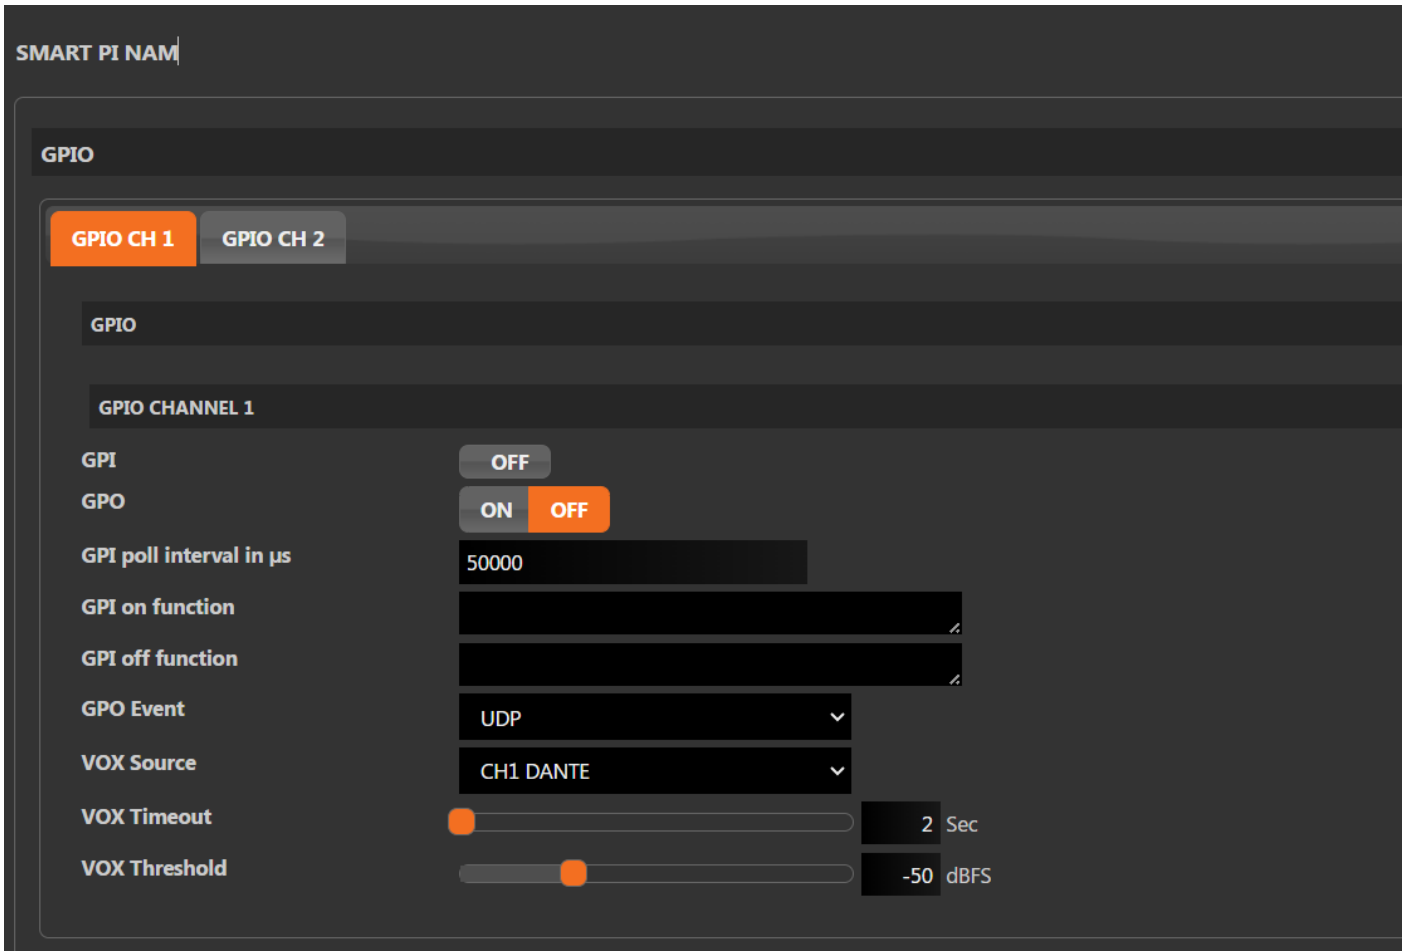 SMART PI NAM
GPIO
GPIO CH 1 GPIO CH 2
GPIO
GPIO CHANNEL 1
GPI OFF
GPO ON OFF
GPI poll interval in µs 50000
GPI on function
GPI off function
GPO Event UDP
VOX Source CH1 DANTE
VOX Timeout 2 Sec
VOX Threshold -50 dBFS